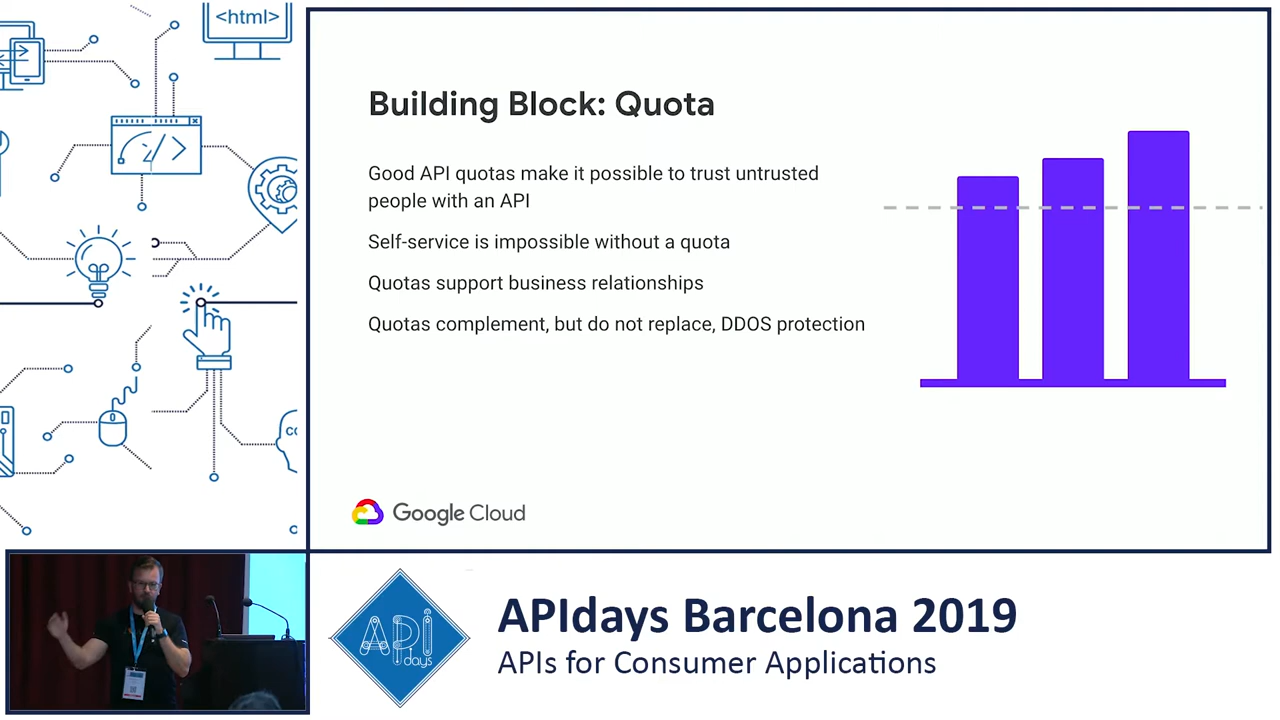 <html>
Building Block: Quota
Good API quotas make it possible to trust untrusted
people with an API
Self-service is impossible without a quota
Quotas support business relationships
Quotas complement, but do not replace, DDOS protection
Google Cloud
API
days
APIdays Barcelona 2019
APIs for Consumer Applications